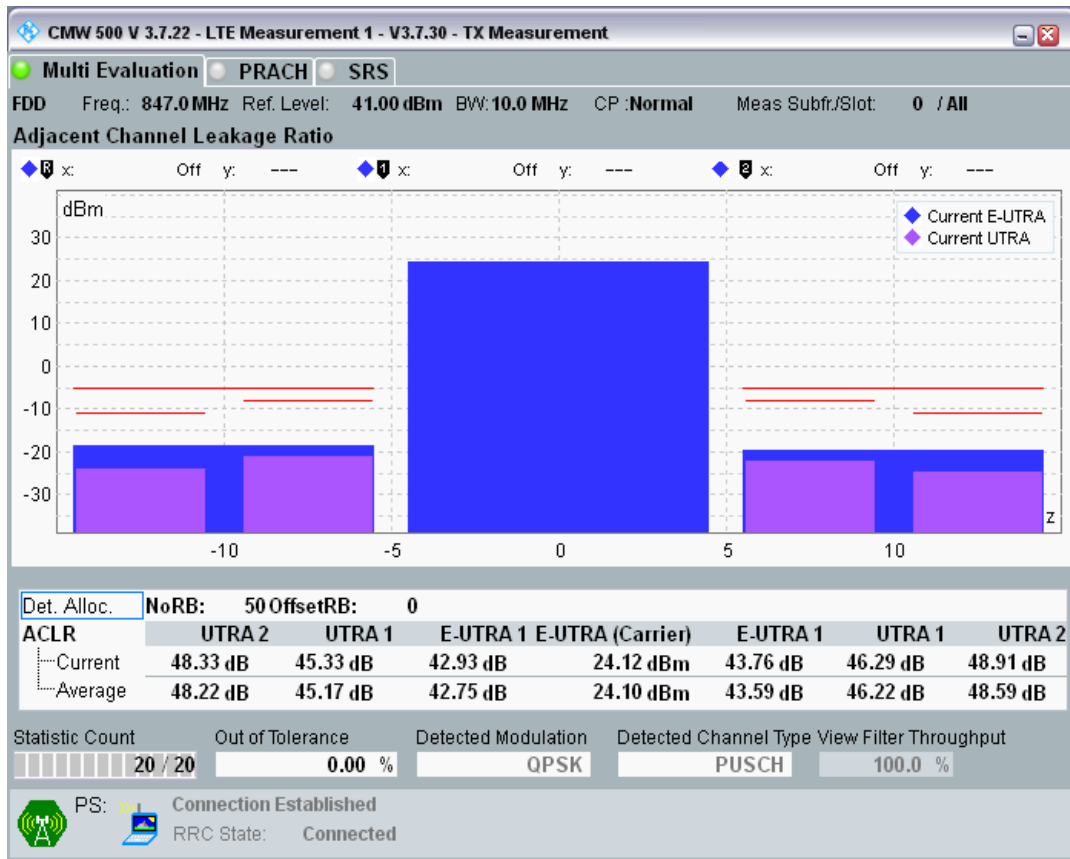 CMW 500 V 3.7.22 - LTE Measurement 1 - V3.7.30 - TX Measurement
Multi Evaluation PRACH SRS
FDD Freq.: 847.0 MHz Ref. Level: 41.00 dBm BW: 10.0 MHz CP :Normal Meas Subfr./Slot: 0 / All
Adjacent Channel Leakage Ratio
R x: Off y: --- 1 x: Off y: --- 2 x: Off y: ---
dBm
Current E-UTRA
Current UTRA
30
20
10
0
-10
-20
-30
z
-10 -5 0 5 10
Det. Alloc. NoRB: 50 OffsetRB: 0
ACLR UTRA 2 UTRA 1 E-UTRA 1 E-UTRA (Carrier) E-UTRA 1 UTRA 1 UTRA 2
Current 48.33 dB 45.33 dB 42.93 dB 24.12 dBm 43.76 dB 46.29 dB 48.91 dB
Average 48.22 dB 45.17 dB 42.75 dB 24.10 dBm 43.59 dB 46.22 dB 48.59 dB
Statistic Count Out of Tolerance Detected Modulation Detected Channel Type View Filter Throughput
20 / 20 0.00 % QPSK PUSCH 100.0 %
PS: Connection Established
RRC State: Connected